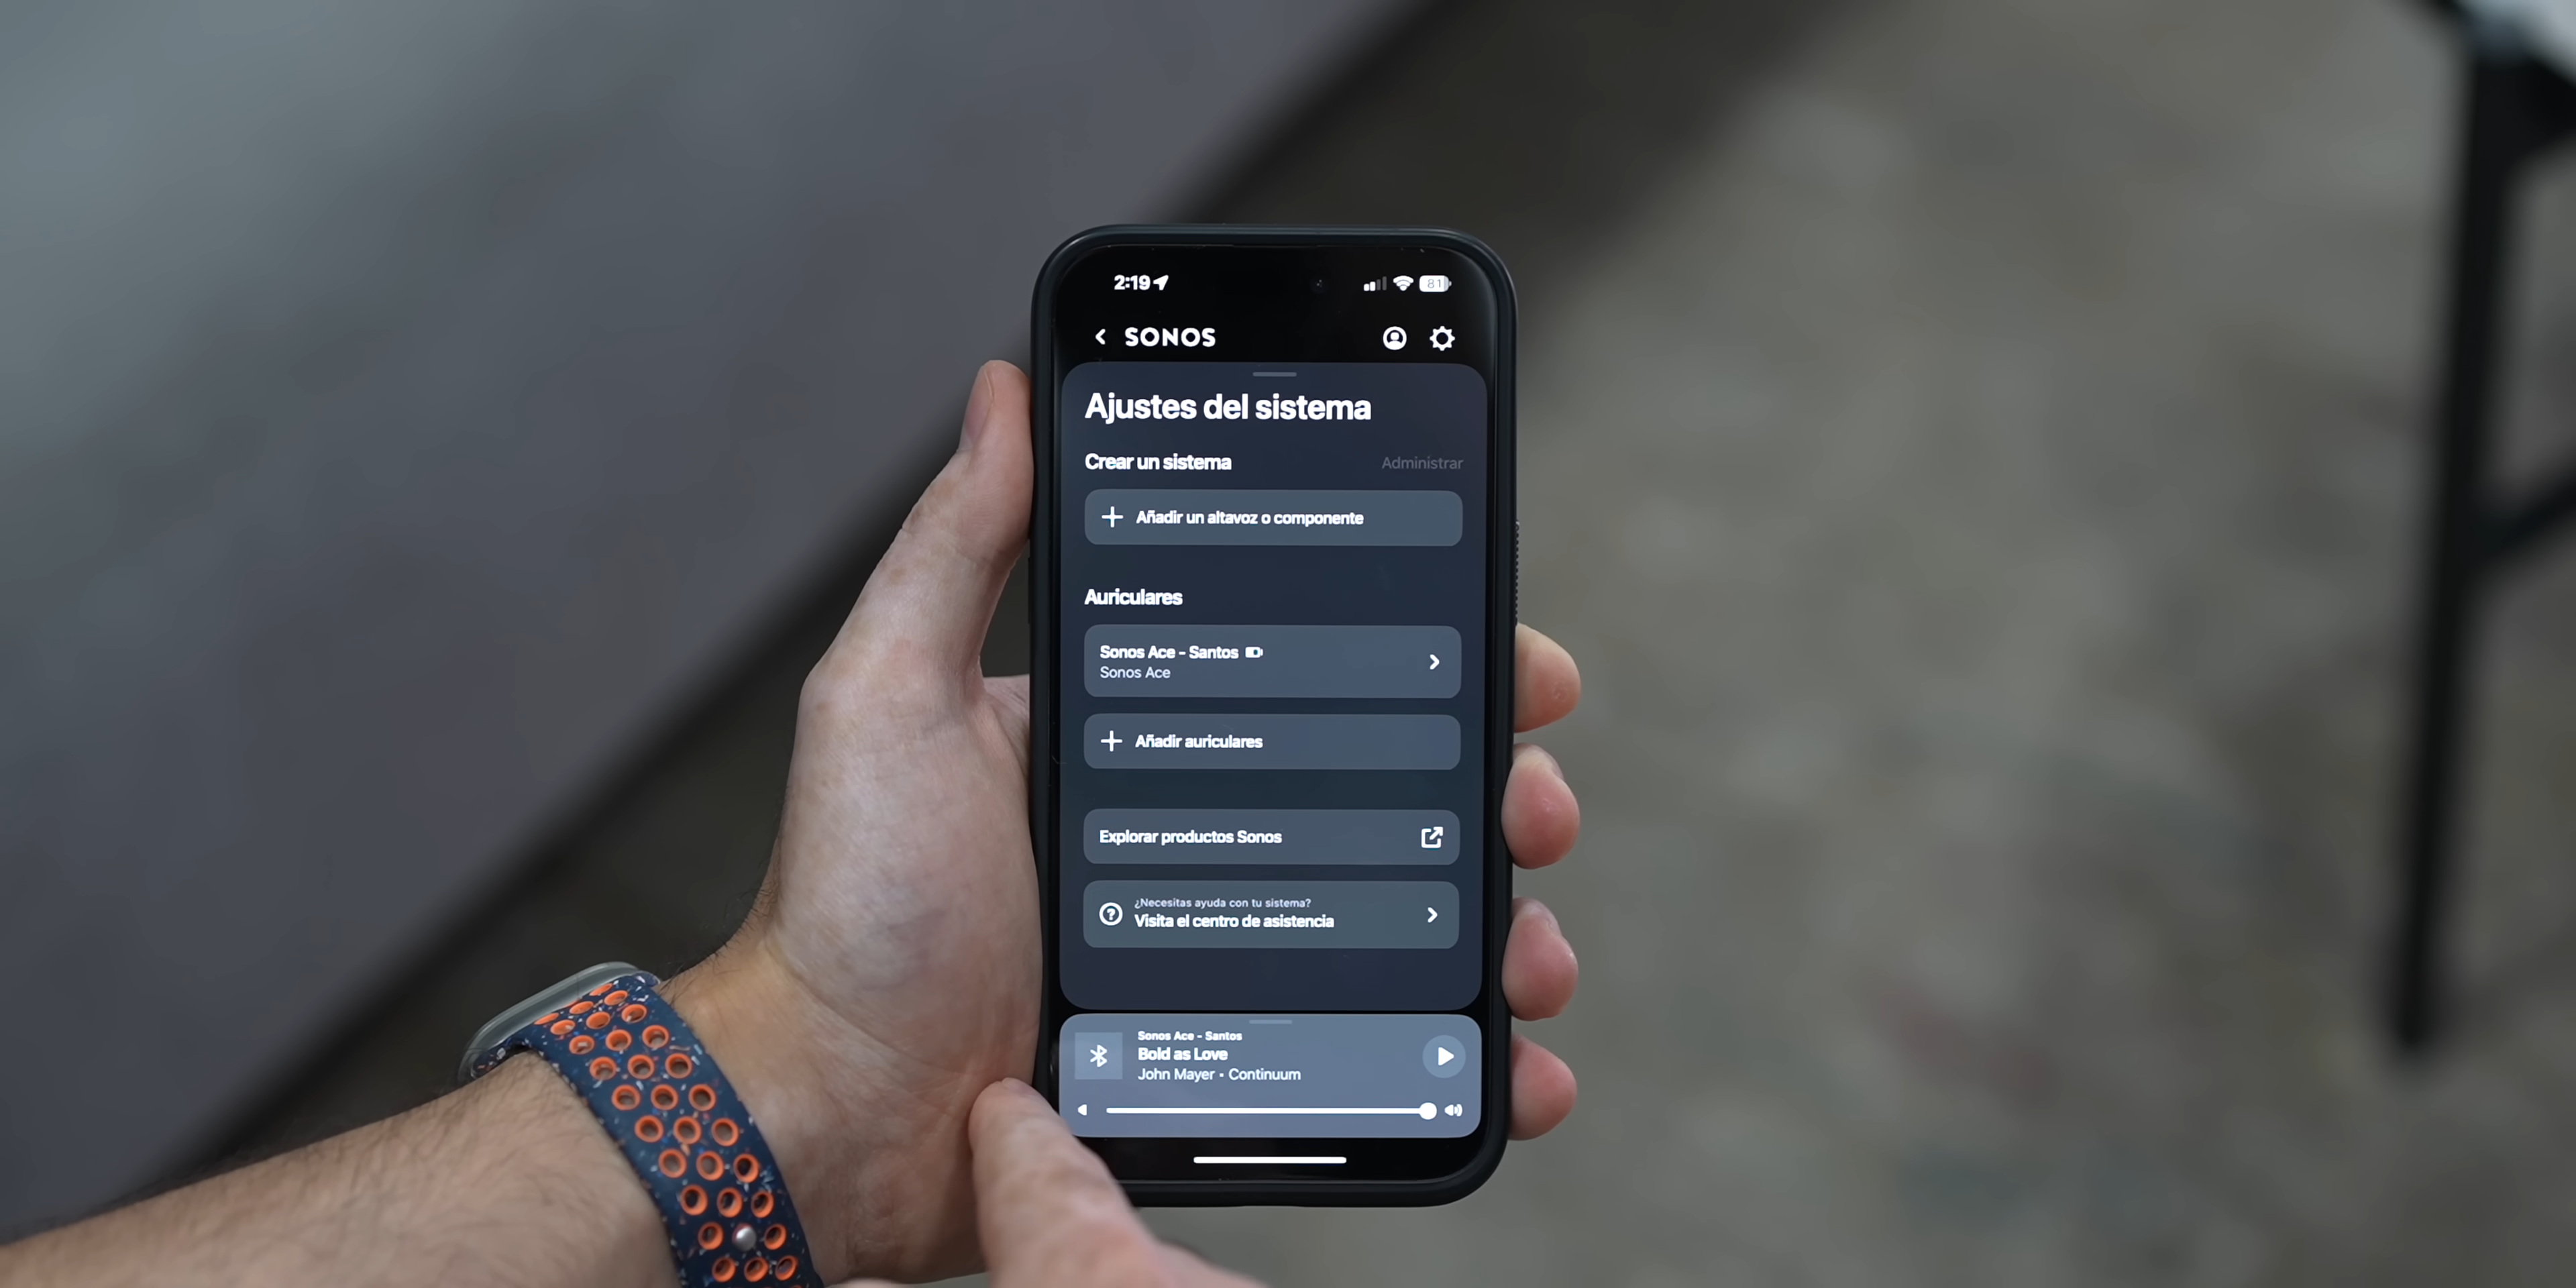 2:19
81
SONOS
Ajustes del sistema
Crear un sistema
Administrar
Añadir un altavoz o componente
Auriculares
Sonos Ace - Santos
Sonos Ace
Añadir auriculares
Explorar productos Sonos
¿Necesitas ayuda con tu sistema?
Visita el centro de asistencia
Sonos Ace - Santos
Bold as Love
John Mayer • Continuum